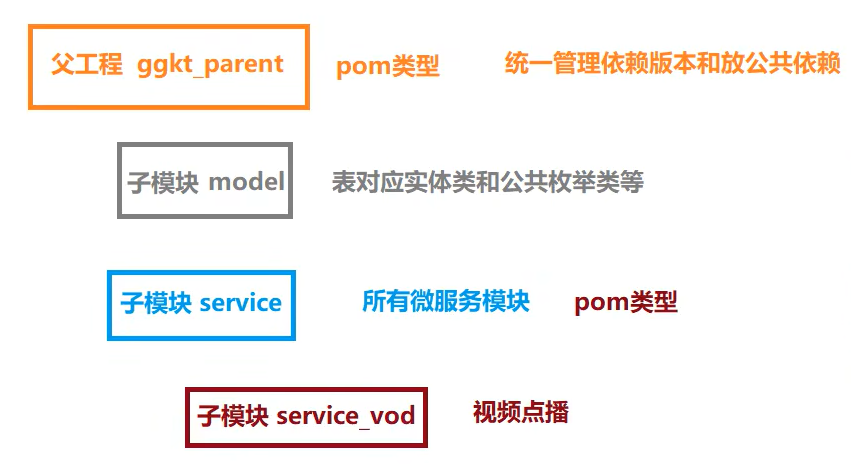 父工程 ggkt_parent pom类型 统一管理依赖版本和放公共依赖
子模块 model 表对应实体类和公共枚举类等
子模块 service 所有微服务模块 pom类型
子模块 service_vod 视频点播